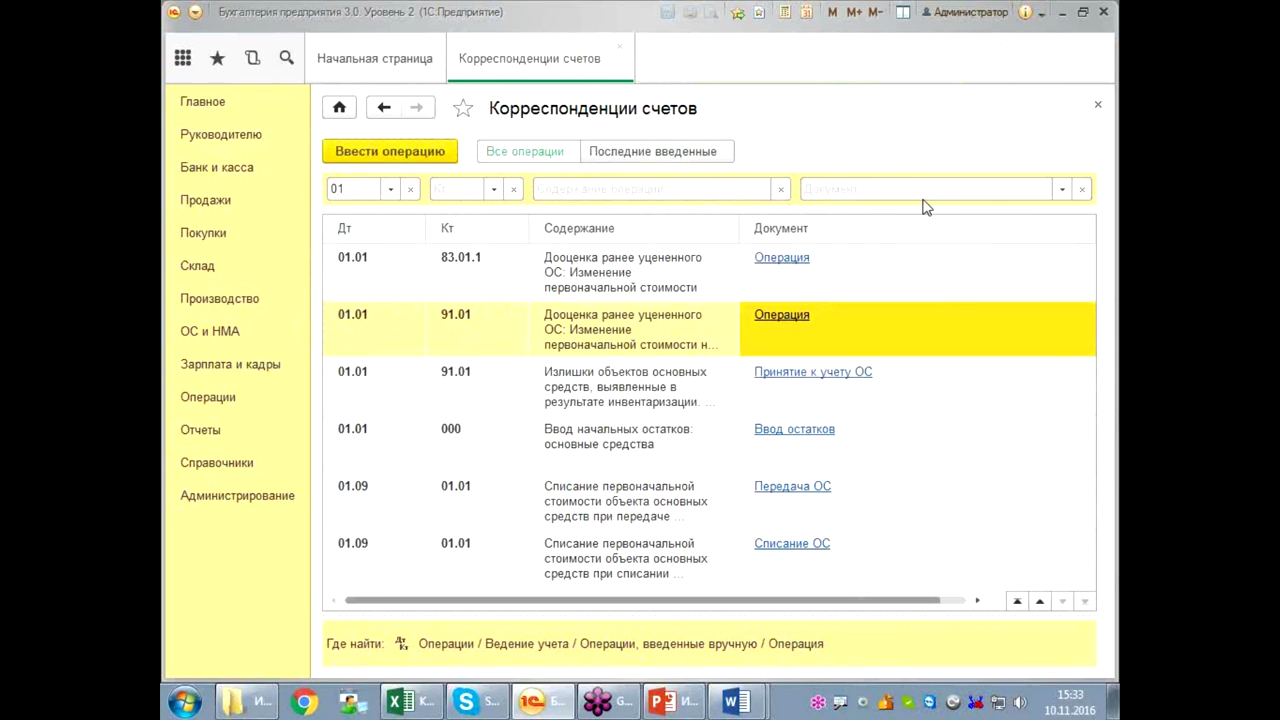 Бухгалтерия предприятия 3.0. Уровень 2. (1С:Предприятие)
M M+ M-
Администратор
Начальная страница
Корреспонденции счетов
Главное
Руководителю
Банк и касса
Продажи
Покупки
Склад
Производство
ОС и НМА
Зарплата и кадры
Операции
Отчеты
Справочники
Администрирование
Корреспонденции счетов
Ввести операцию
Все операции
Последние введенные
01
Кт
Содержание операции
Документ
Дт Кт Содержание Документ
01.01 83.01.1 Дооценка ранее уцененного Операция
ОС: Изменение
первоначальной стоимости
01.01 91.01 Дооценка ранее уцененного Операция
ОС: Изменение
первоначальной стоимости н...
01.01 91.01 Излишки объектов основных Принятие к учету ОС
средств, выявленные в
результате инвентаризации. ...
01.01 000 Ввод начальных остатков: Ввод остатков
основные средства
01.09 01.01 Списание первоначальной Передача ОС
стоимости объекта основных
средств при передаче ...
01.09 01.01 Списание первоначальной Списание ОС
стоимости объекта основных
средств при списании ...
Где найти: Дт Кт Операции / Ведение учета / Операции, введенные вручную / Операция
И... К... S... Б... G... И...
15:33
10.11.2016